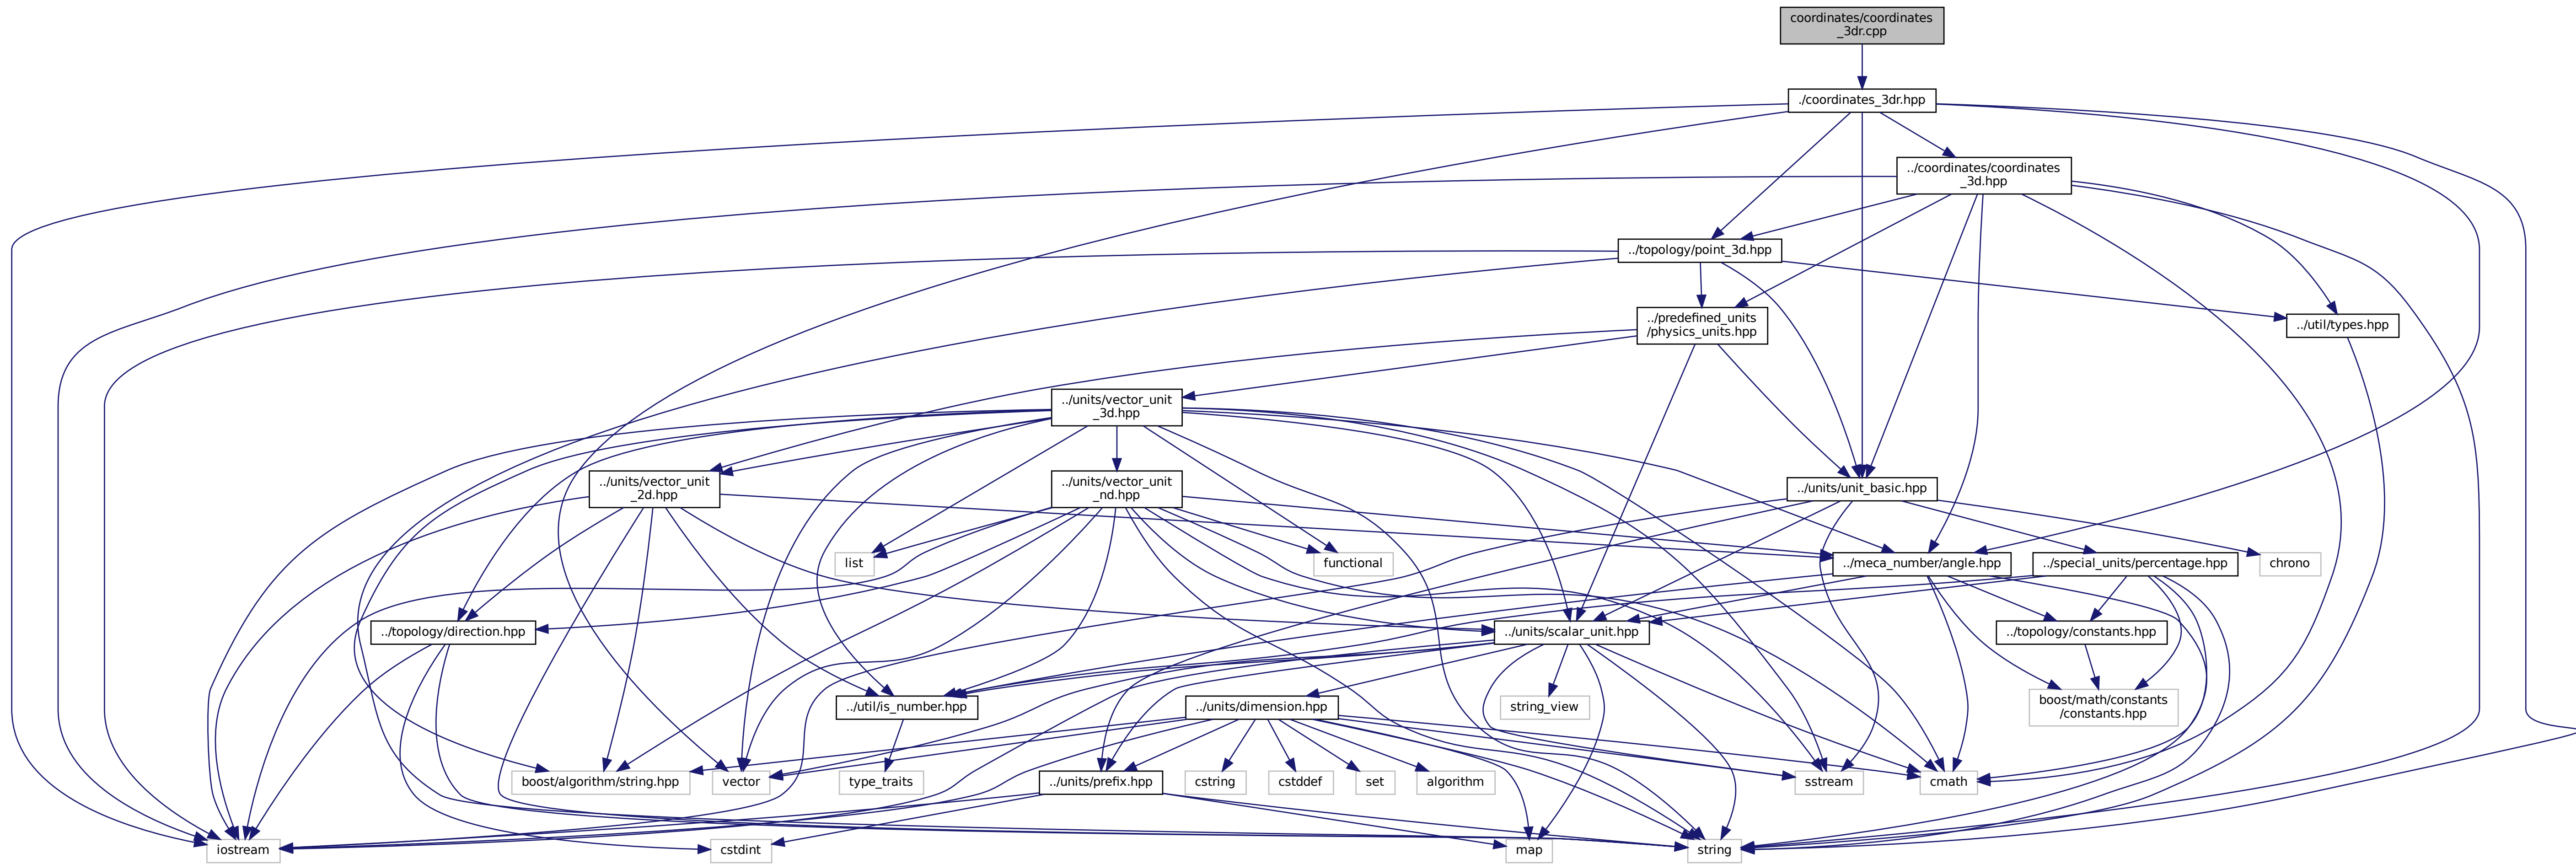 coordinates/coordinates
_3dr.cpp
./coordinates_3dr.hpp
../coordinates/coordinates
_3d.hpp
../topology/point_3d.hpp
../predefined_units
/physics_units.hpp
../util/types.hpp
../units/vector_unit
_3d.hpp
../units/vector_unit
_2d.hpp
../units/vector_unit
_nd.hpp
../units/unit_basic.hpp
list
functional
../meca_number/angle.hpp
../special_units/percentage.hpp
chrono
../topology/direction.hpp
../units/scalar_unit.hpp
../topology/constants.hpp
../util/is_number.hpp
../units/dimension.hpp
string_view
boost/math/constants
/constants.hpp
boost/algorithm/string.hpp
vector
type_traits
../units/prefix.hpp
cstring
cstddef
set
algorithm
sstream
cmath
iostream
cstdint
map
string